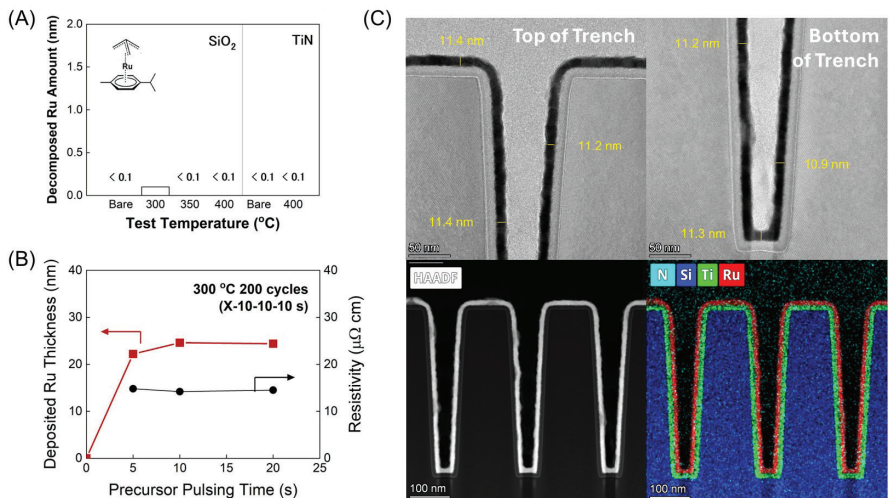 (A)
2.0
1.5
1.0
0.5
0.0
Decomposed Ru Amount (nm)
Ru
SiO2
TiN
< 0.1
< 0.1
< 0.1
< 0.1
< 0.1
Bare
300
350
400
Bare
400
Test Temperature (°C)
(B)
40
30
20
10
0
Deposited Ru Thickness (nm)
300 °C 200 cycles
(X-10-10-10 s)
40
30
20
10
0
Resistivity (μΩ cm)
0
5
10
15
20
25
Precursor Pulsing Time (s)
(C)
11.4 nm
Top of Trench
11.2 nm
11.4 nm
50 nm
11.2 nm
Bottom
of Trench
10.9 nm
11.3 nm
50 nm
HAADF
100 nm
N Si Ti Ru
100 nm